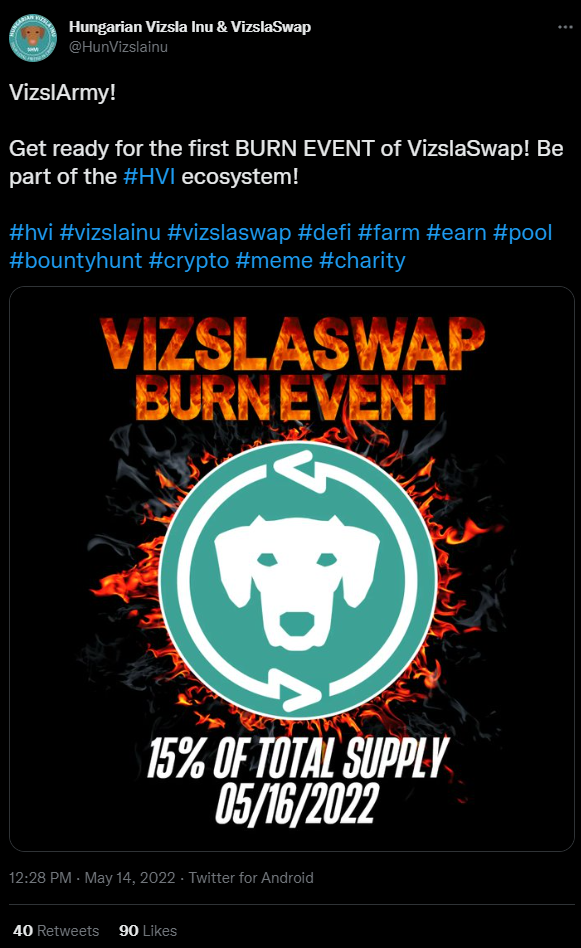 Hungarian Vizsla Inu & VizslaSwap
@HunVizslainu
VizslArmy!
Get ready for the first BURN EVENT of VizslaSwap! Be
part of the #HVI ecosystem!
#hvi #vizslainu #vizslaswap #defi #farm #earn #pool
#bountyhunt #crypto #meme #charity
VIZSLASWAP
BURN EVENT
15% OF TOTAL SUPPLY
05/16/2022
12:28 PM · May 14, 2022 · Twitter for Android
40 Retweets 90 Likes